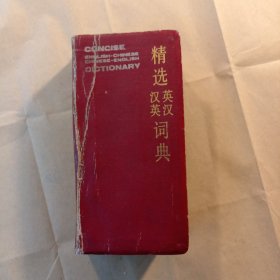 CONCISE
ENGLISH-CHINESE
CHINESE-ENGLISH
DICTIONARY
精选
英汉
汉英
词典